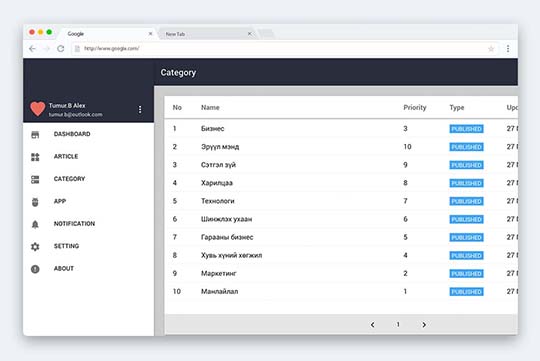 Google
New Tab
http://www.google.com/
Category
Tumur.B Alex
tumur.b@outlook.com
DASHBOARD
ARTICLE
CATEGORY
APP
NOTIFICATION
SETTING
ABOUT
No Name Priority Type Upd
1 Бизнес 3 PUBLISHED 27
2 Эрүүл мэнд 10 PUBLISHED 27
3 Сэтгэл зүй 9 PUBLISHED 27
4 Харилцаа 8 PUBLISHED 27
5 Технологи 7 PUBLISHED 27
6 Шинжлэх ухаан 6 PUBLISHED 27
7 Гарааны бизнес 5 PUBLISHED 27
8 Хувь хүний хөгжил 4 PUBLISHED 27
9 Маркетинг 2 PUBLISHED 27
10 Манлайлал 1 PUBLISHED 27
1